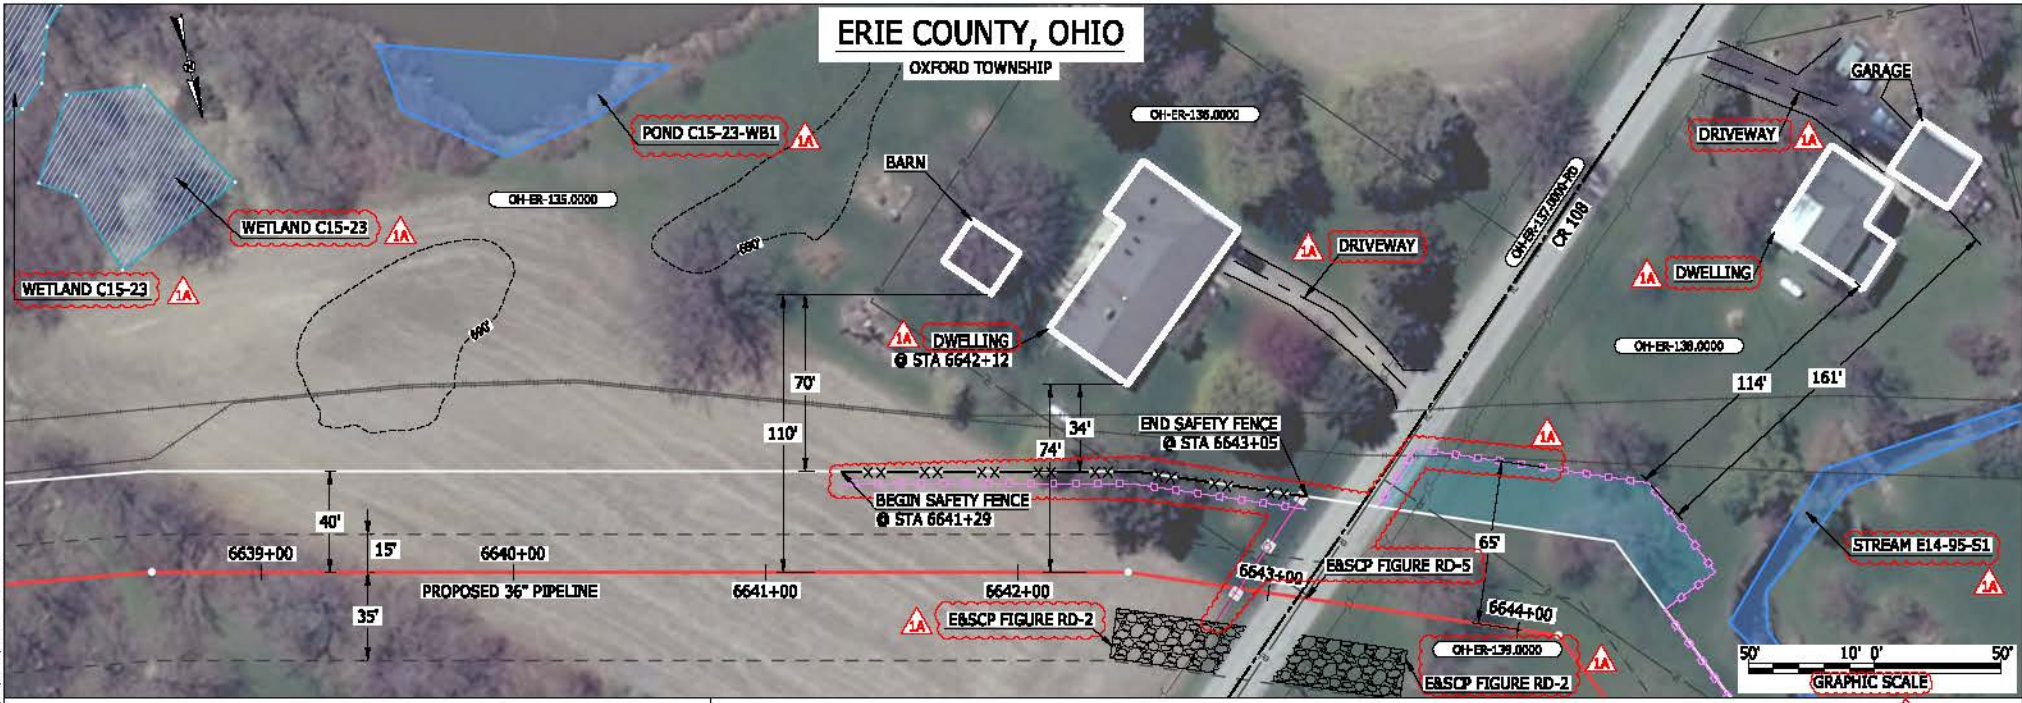 ERIE COUNTY, OHIO
OXFORD TOWNSHIP
GARAGE
OH-ER-136.0000
POND C15-23-WB1
1A
DRIVEWAY
1A
BARN
OH-ER-135.0000
OH-ER-137.0000-RD
CR 108
WETLAND C15-23
1A
690'
1A
DRIVEWAY
1A
DWELLING
WETLAND C15-23
1A
690'
1A
DWELLING
@ STA 6642+12
OH-ER-138.0000
70'
114'
161'
110'
34'
74'
END SAFETY FENCE
@ STA 6643+05
1A
BEGIN SAFETY FENCE
@ STA 6641+29
40'
15'
65'
STREAM E14-95-S1
1A
6639+00
6640+00
6641+00
6642+00
6643+00
6644+00
PROPOSED 36" PIPELINE
E&SCP FIGURE RD-5
35'
1A
E&SCP FIGURE RD-2
OH-ER-139.0000
1A
E&SCP FIGURE RD-2
50'
10'
0'
50'
GRAPHIC SCALE